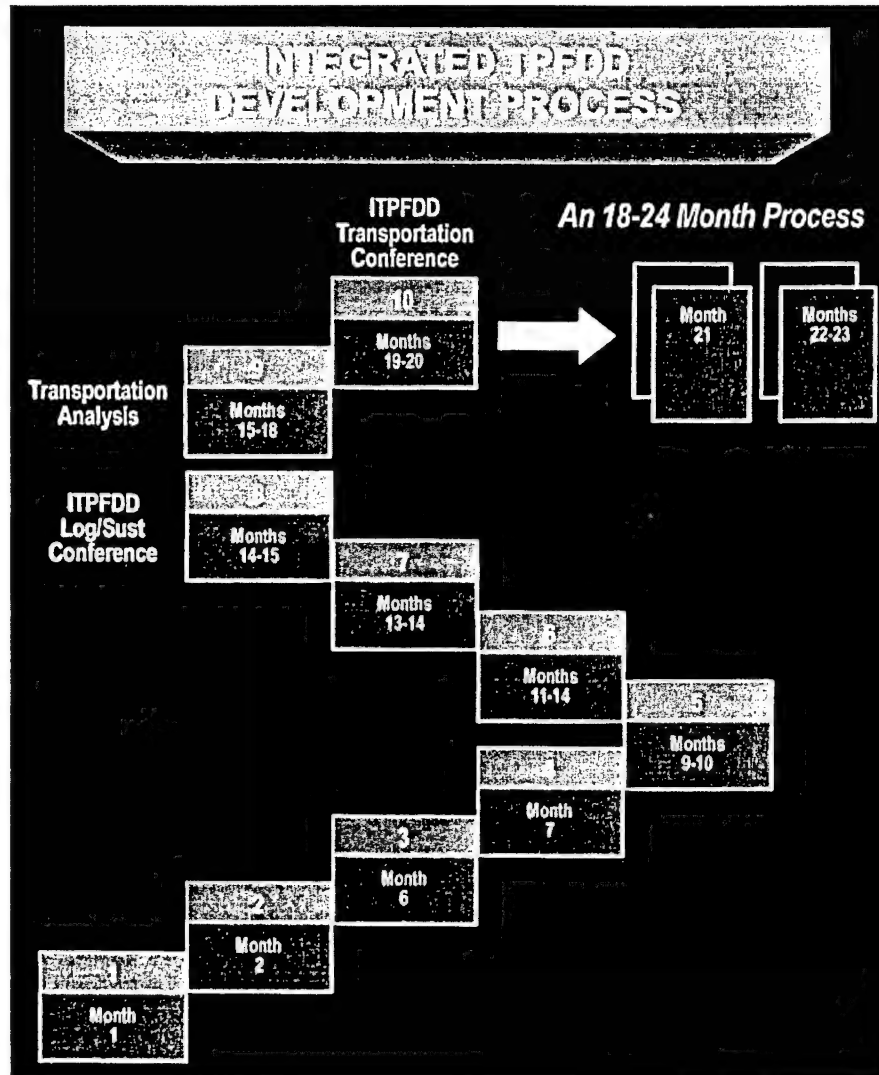 INTEGRATED TPFDD
DEVELOPMENT PROCESS
ITPFDD
Transportation
Conference
An 18-24 Month Process
10
Months
19-20
Month
21
Months
22-23
9
Transportation
Analysis
Months
15-18
8
ITPFDD
Log/Sust
Conference
Months
14-15
7
Months
13-14
6
Months
11-14
5
Months
9-10
4
Month
7
3
Month
6
2
Month
2
1
Month
1